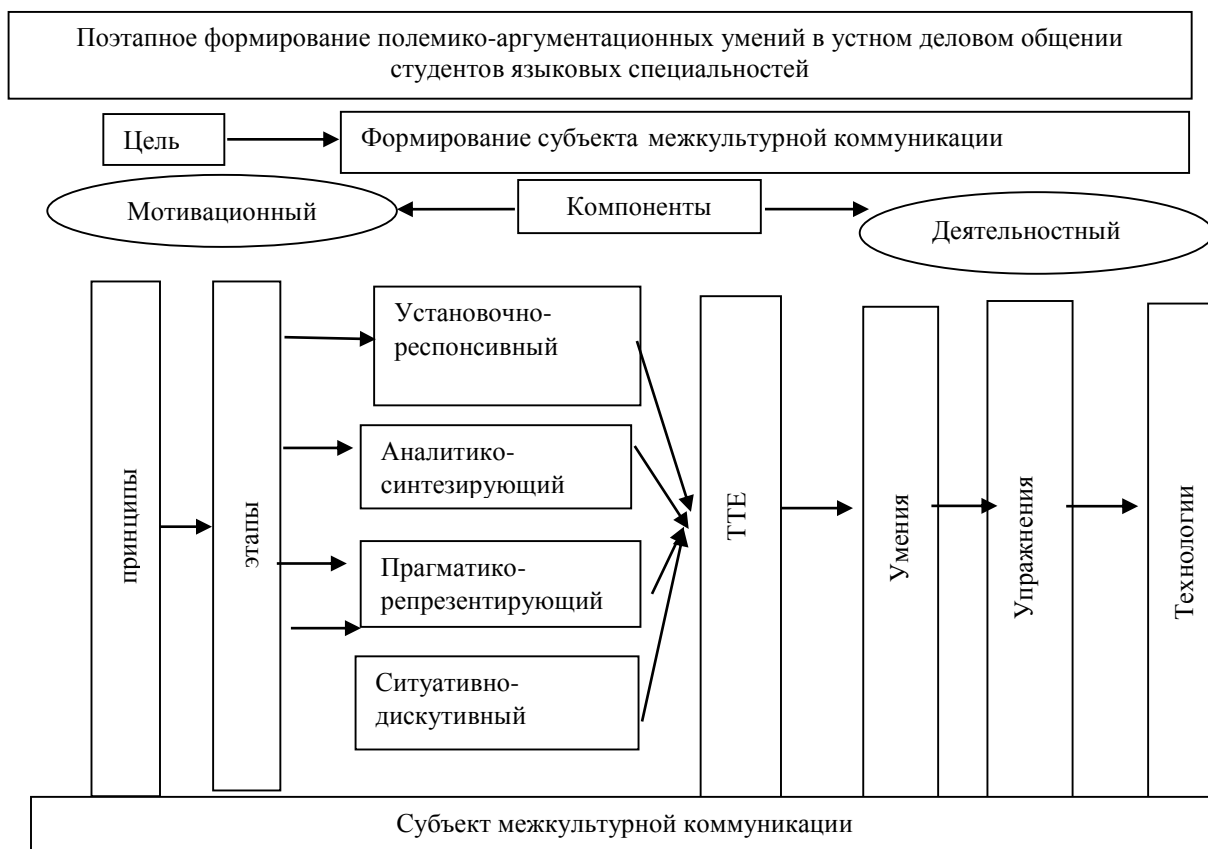 Поэтапное формирование полемико-аргументационных умений в устном деловом общении
студентов языковых специальностей
Цель
Формирование субъекта межкультурной коммуникации
Мотивационный
Компоненты
Деятельностный
принципы
этапы
Установочно-
респонсивный
Аналитико-
синтезирующий
Прагматико-
репрезентирующий
Ситуативно-
дискутивный
ТТЕ
Умения
Упражнения
Технологии
Субъект межкультурной коммуникации